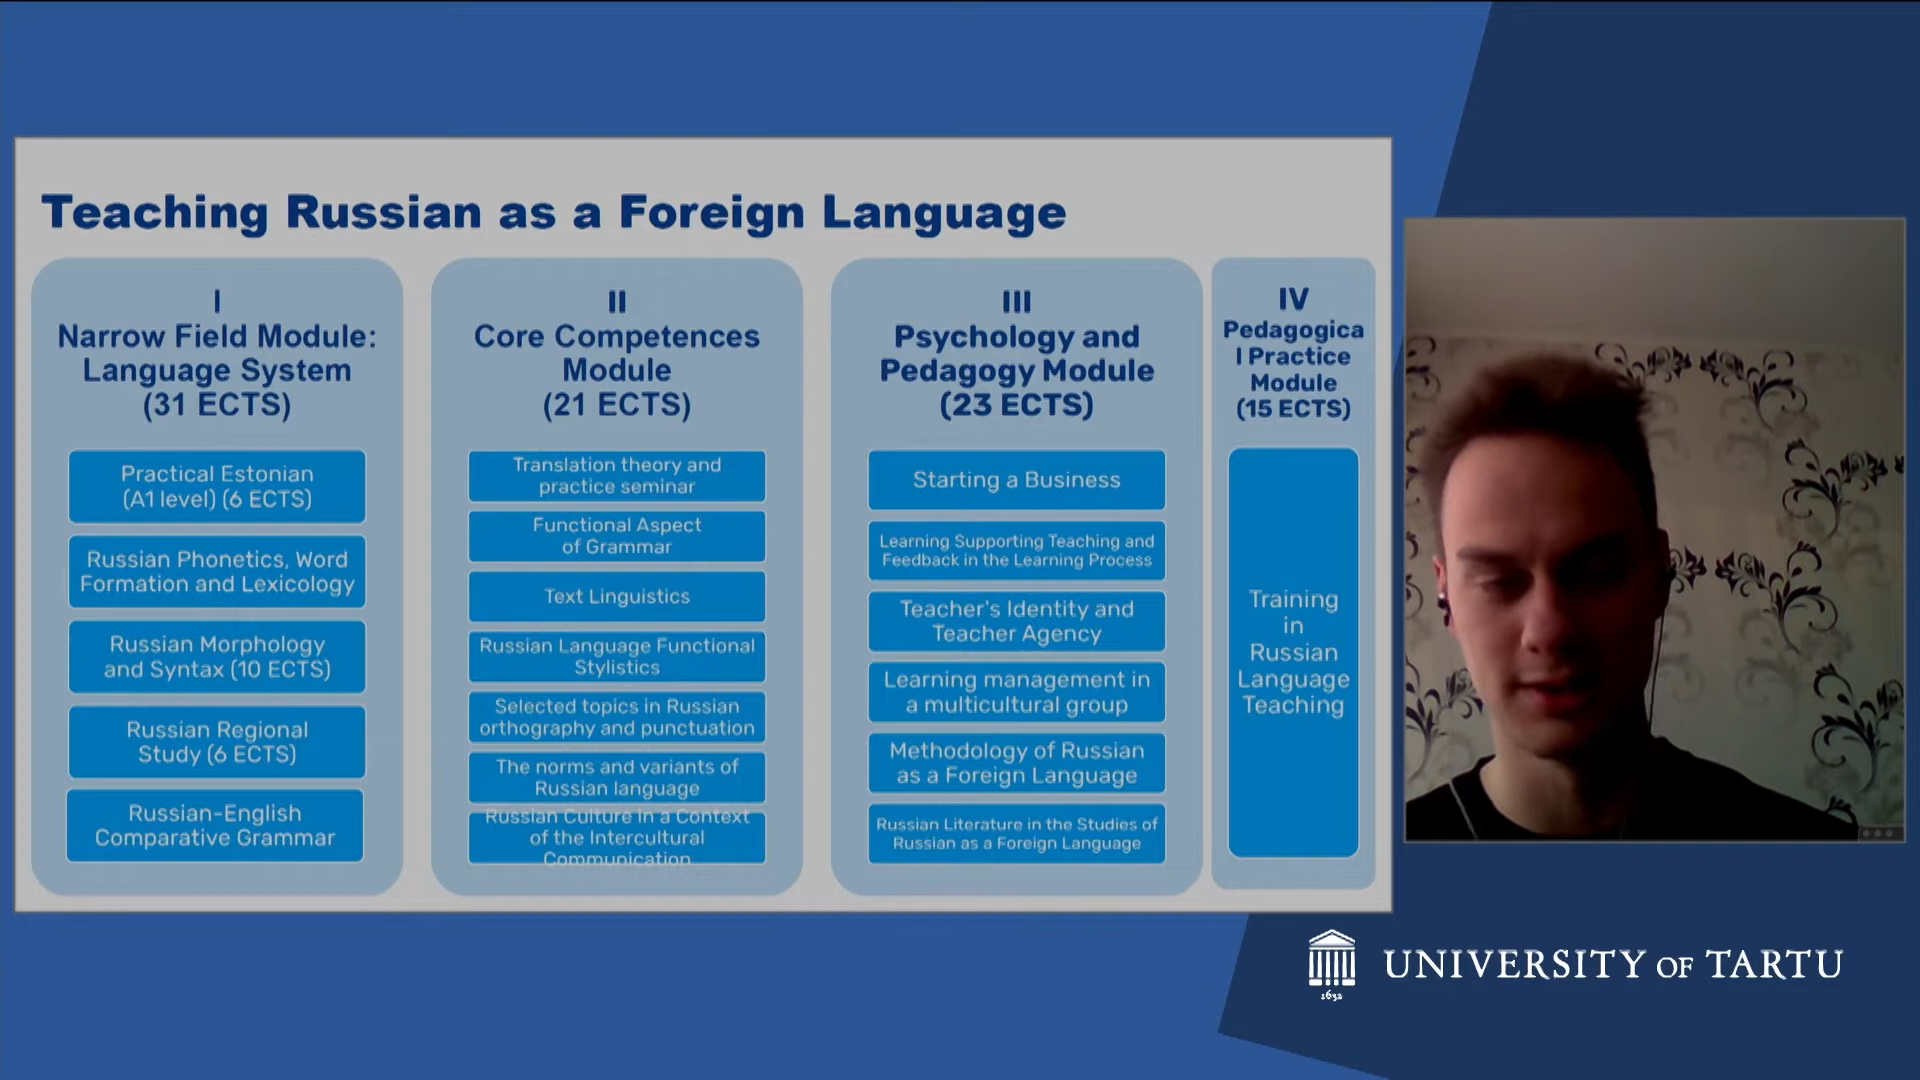 Teaching Russian as a Foreign Language
I
Narrow Field Module:
Language System
(31 ECTS)
Practical Estonian
(A1 level) (6 ECTS)
Russian Phonetics, Word
Formation and Lexicology
Russian Morphology
and Syntax (10 ECTS)
Russian Regional
Study (6 ECTS)
Russian-English
Comparative Grammar
II
Core Competences
Module
(21 ECTS)
Translation theory and
practice seminar
Functional Aspect
of Grammar
Text Linguistics
Russian Language Functional
Stylistics
Selected topics in Russian
orthography and punctuation
The norms and variants of
Russian language
Russian Culture in a Context
of the Intercultural
Communication
III
Psychology and
Pedagogy Module
(23 ECTS)
Starting a Business
Learning Supporting Teaching and
Feedback in the Learning Process
Teacher's Identity and
Teacher Agency
Learning management in
a multicultural group
Methodology of Russian
as a Foreign Language
Russian Literature in the Studies of
Russian as a Foreign Language
IV
Pedagogica
l Practice
Module
(15 ECTS)
Training
in
Russian
Language
Teaching
UNIVERSITY OF TARTU
1632